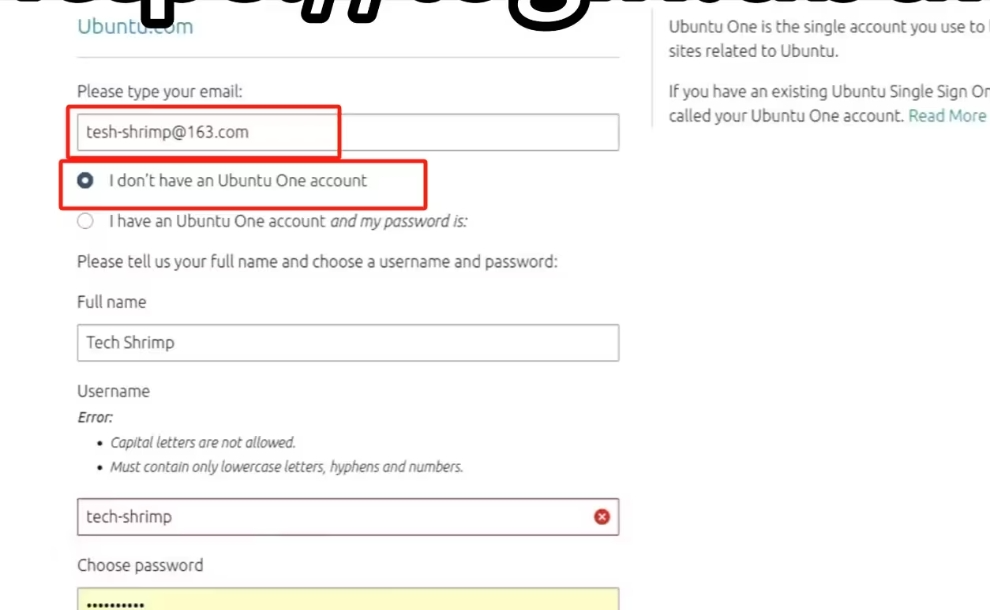 Ubuntu.com
Please type your email:
tesh-shrimp@163.com
I don't have an Ubuntu One account
I have an Ubuntu One account and my password is:
Please tell us your full name and choose a username and password:
Full name
Tech Shrimp
Username
Error:
• Capital letters are not allowed.
• Must contain only lowercase letters, hyphens and numbers.
tech-shrimp
Choose password
••••••••••
Ubuntu One is the single account you use to
sites related to Ubuntu.
If you have an existing Ubuntu Single Sign
called your Ubuntu One account. Read More